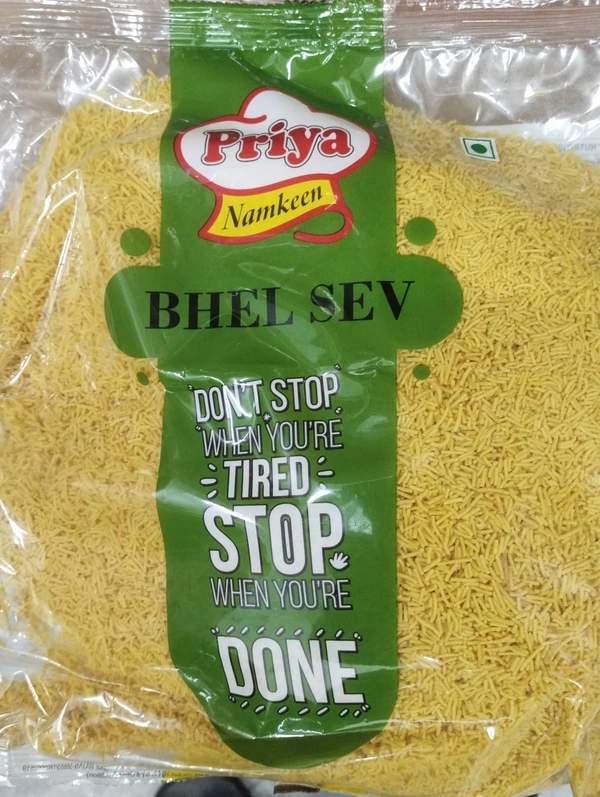 Priya
Namkeen
BHEL SEV
DON'T STOP
WHEN YOU'RE
TIRED
STOP
WHEN YOU'RE
DONE